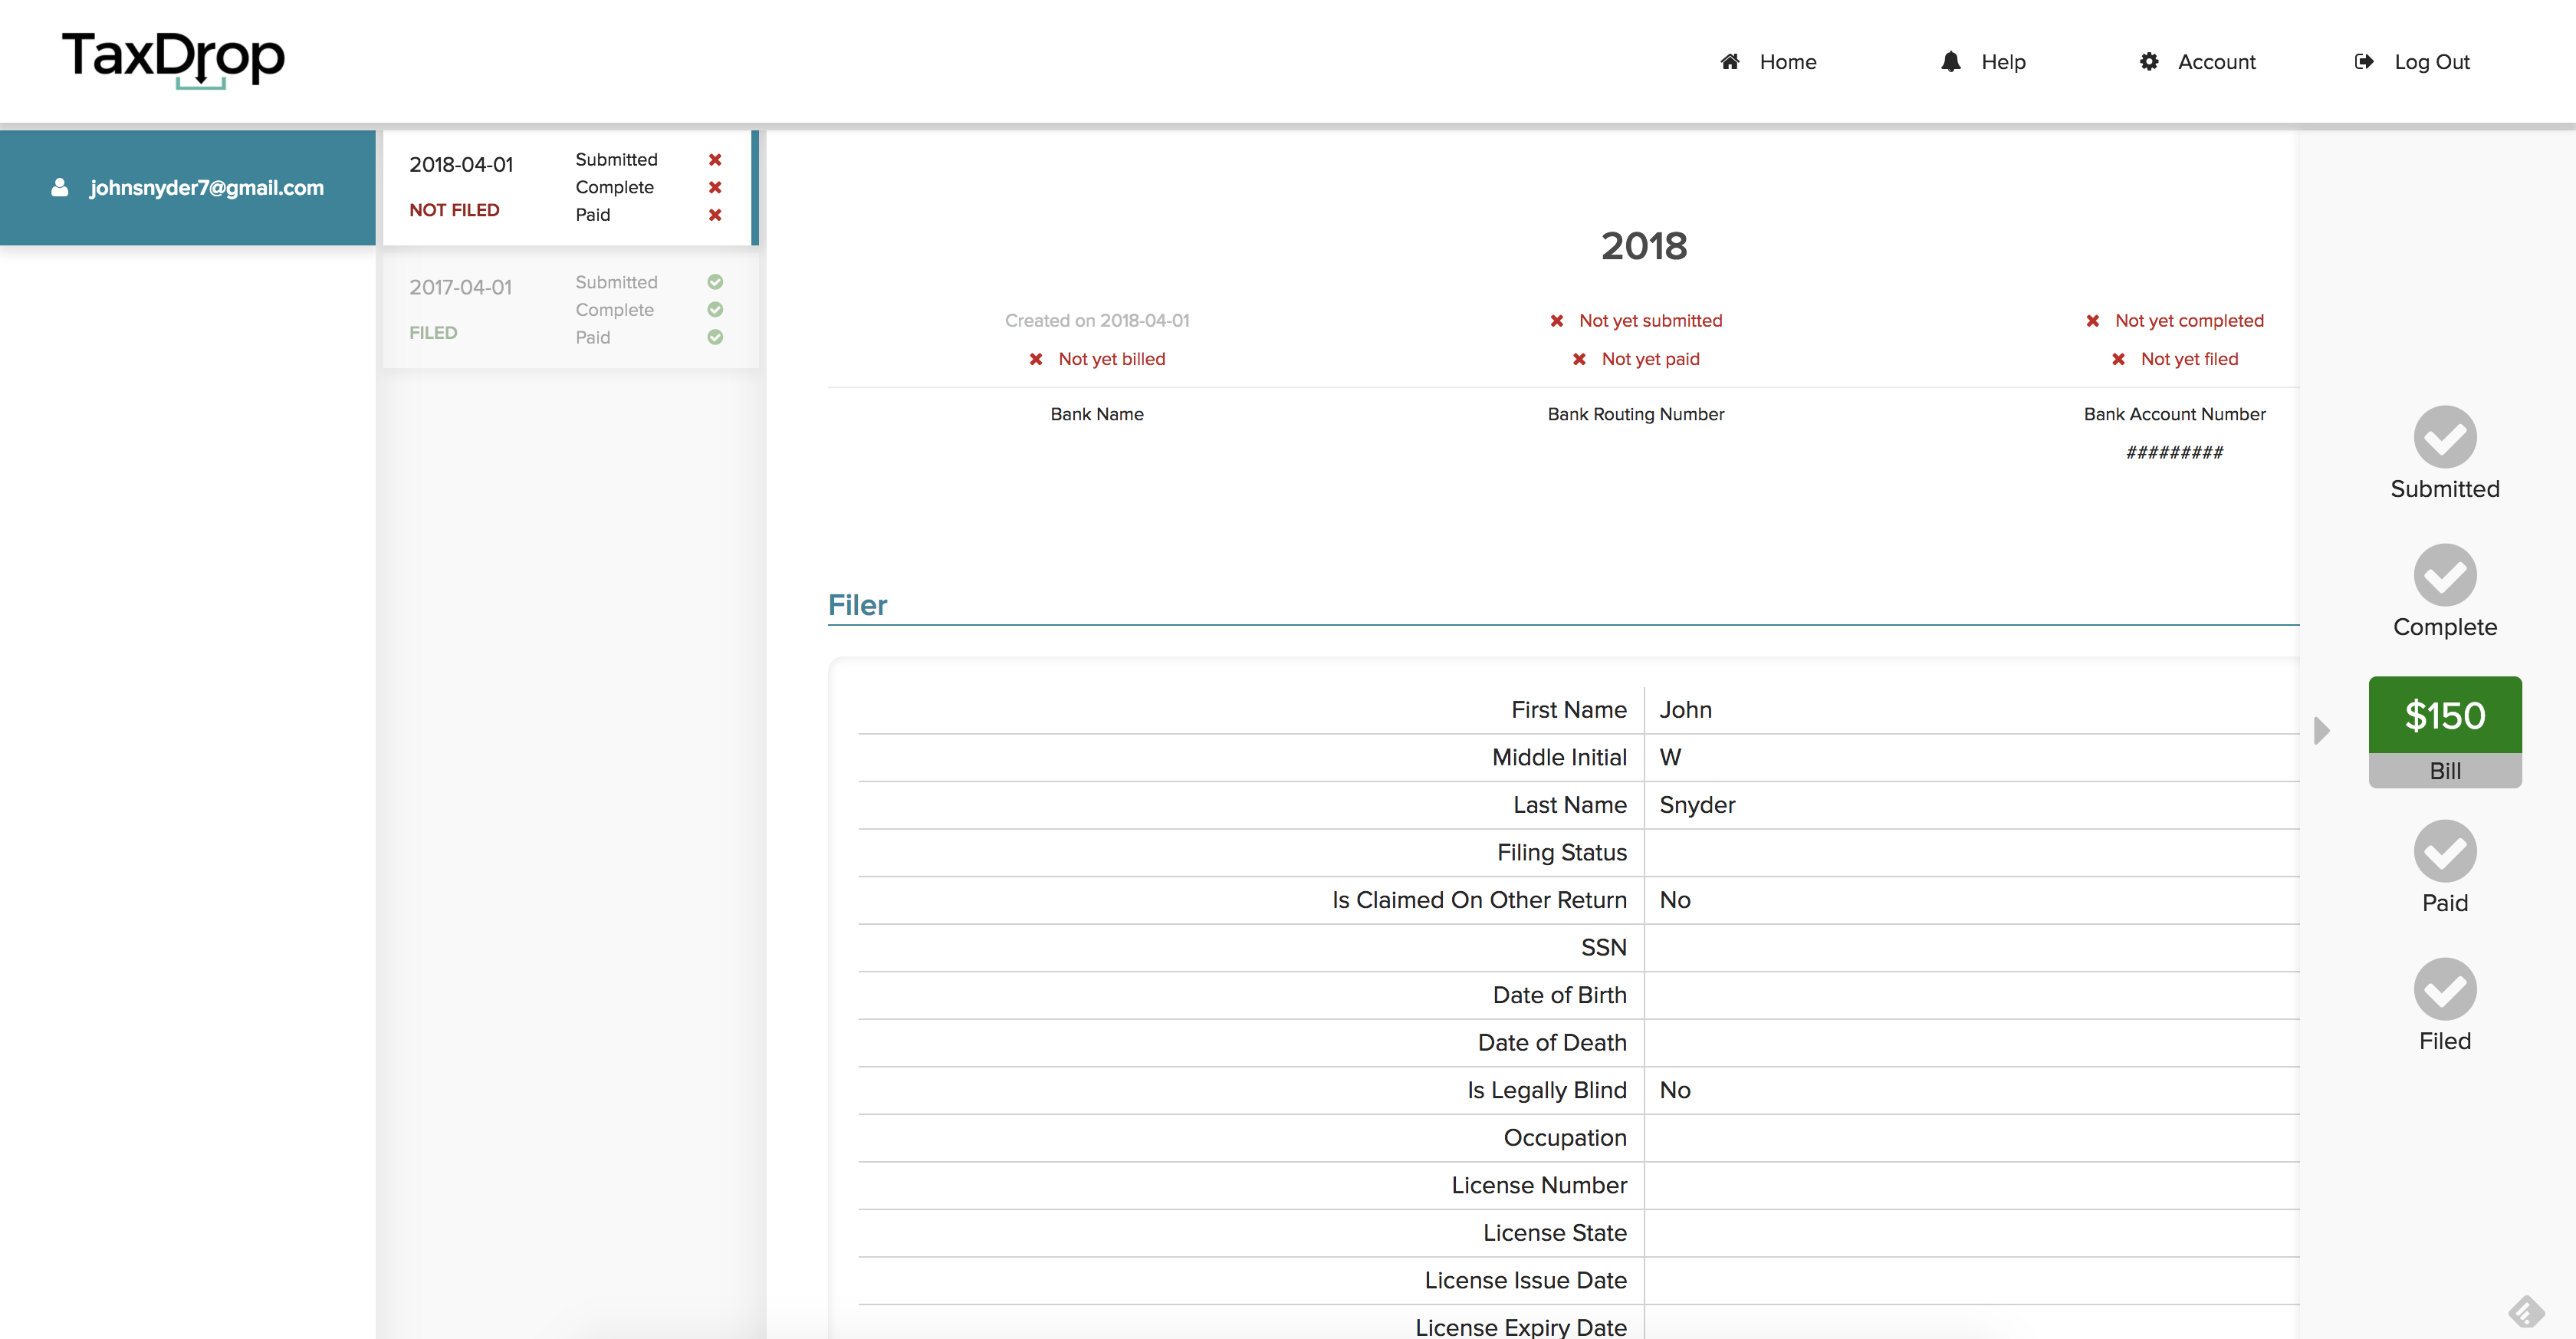 TaxDrop
Home
Help
Account
Log Out
johnsnyder7@gmail.com
2018-04-01
NOT FILED
Submitted
Complete
Paid
2017-04-01
FILED
Submitted
Complete
Paid
2018
Created on 2018-04-01
Not yet submitted
Not yet completed
Not yet billed
Not yet paid
Not yet filed
Bank Name
Bank Routing Number
Bank Account Number
#########
Filer
First Name John
Middle Initial W
Last Name Snyder
Filing Status
Is Claimed On Other Return No
SSN
Date of Birth
Date of Death
Is Legally Blind No
Occupation
License Number
License State
License Issue Date
License Expiry Date
Submitted
Complete
$150
Bill
Paid
Filed